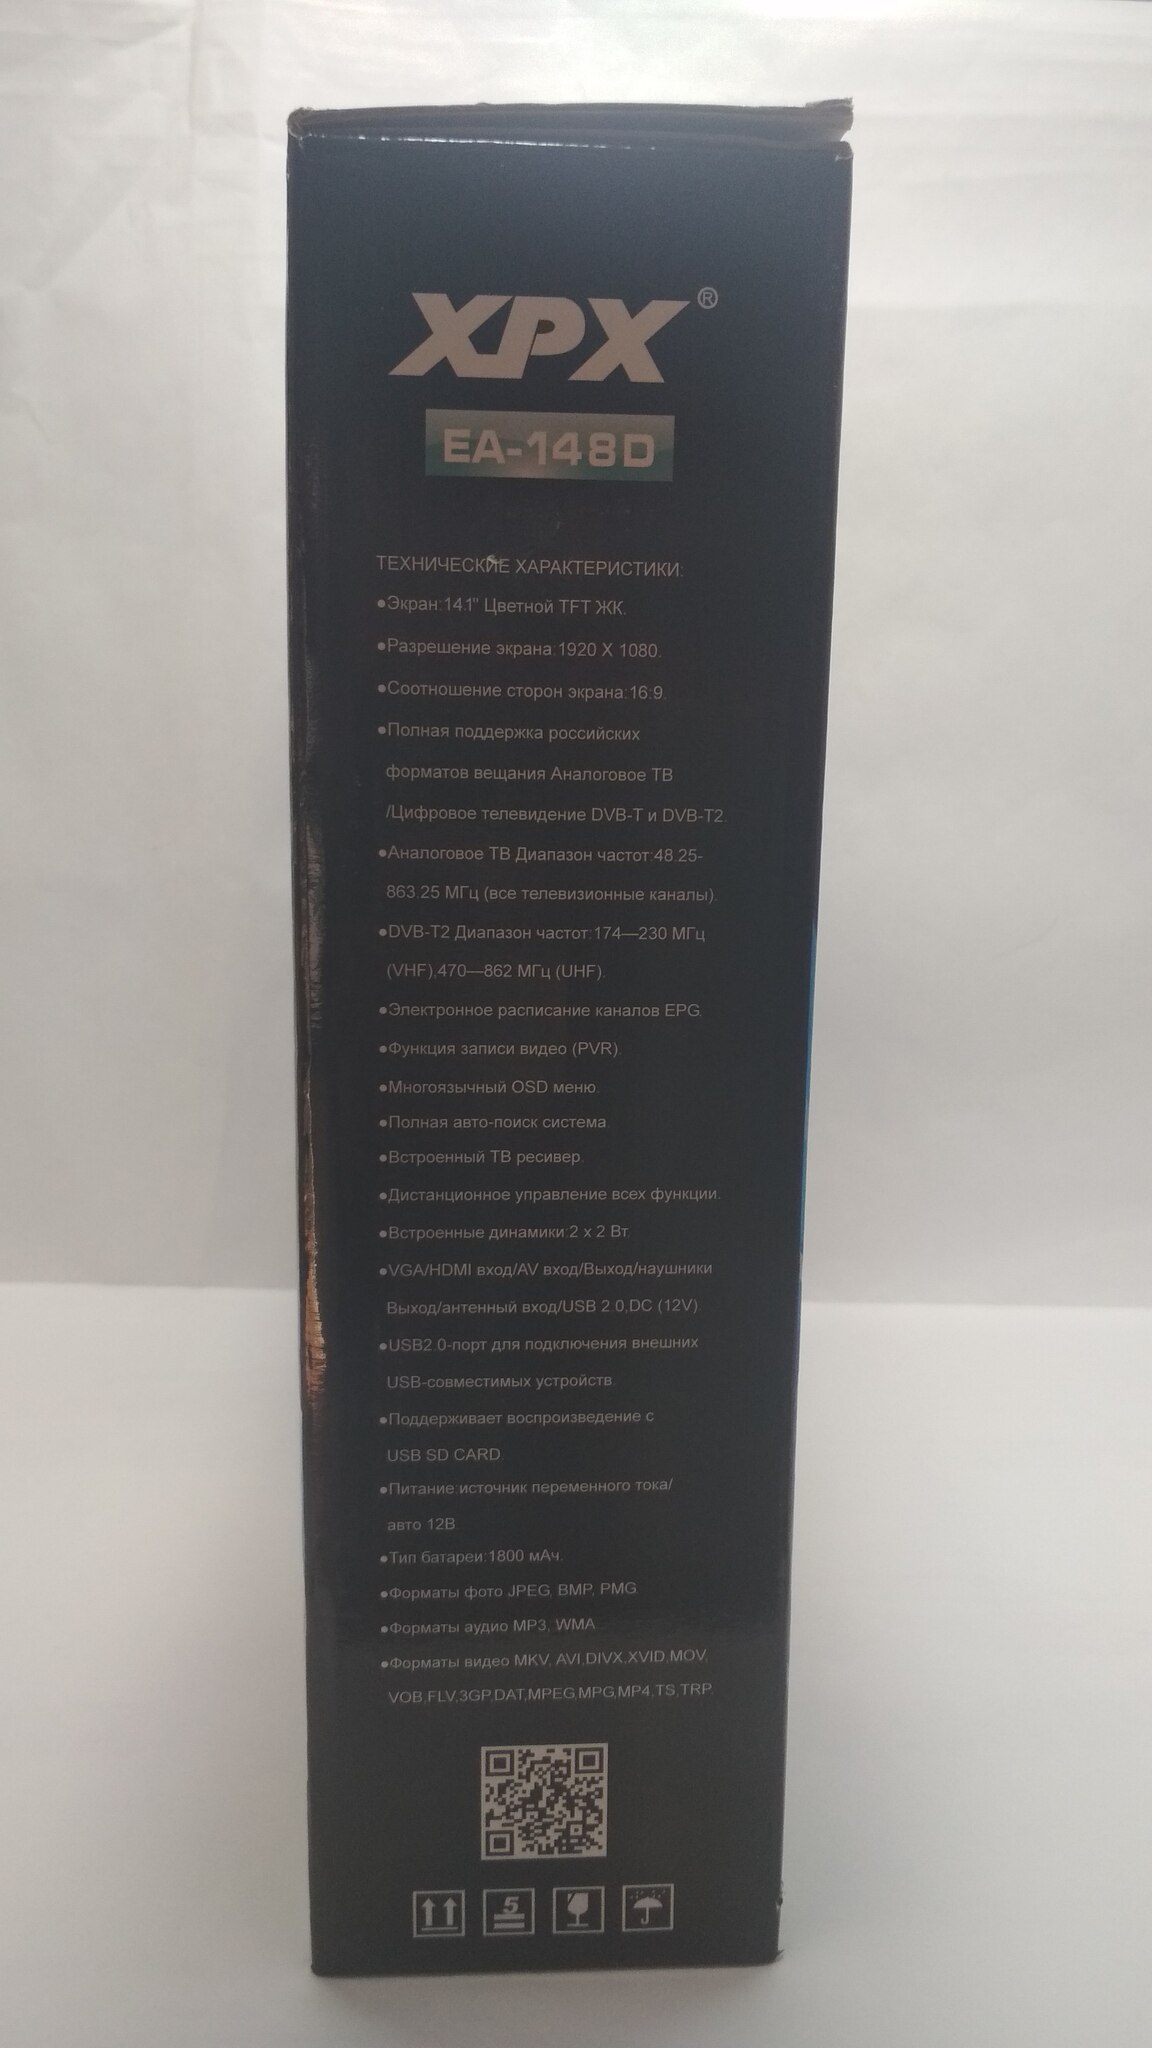 XPX®
EA-148D
ТЕХНИЧЕСКИЕ ХАРАКТЕРИСТИКИ:
●Экран:14.1" Цветной TFT ЖК.
●Разрешение экрана:1920 X 1080.
●Соотношение сторон экрана:16:9.
●Полная поддержка российских
форматов вещания Аналоговое ТВ
/Цифровое телевидение DVB-T и DVB-T2.
●Аналоговое ТВ Диапазон частот:48.25-
863.25 МГц (все телевизионные каналы).
●DVB-T2 Диапазон частот:174—230 МГц
(VHF),470—862 МГц (UHF).
●Электронное расписание каналов EPG.
●Функция записи видео (PVR).
●Многоязычный OSD меню.
●Полная авто-поиск система.
●Встроенный ТВ ресивер.
●Дистанционное управление всех функции.
●Встроенные динамики:2 x 2 Вт.
●VGA/HDMI вход/AV вход/Выход/наушники
Выход/антенный вход/USB 2.0,DC (12V).
●USB2.0-порт для подключения внешних
USB-совместимых устройств.
●Поддерживает воспроизведение с
USB SD CARD.
●Питание:источник переменного тока/
авто 12В.
●Тип батареи:1800 мАч.
●Форматы фото JPEG, BMP, PMG.
●Форматы аудио MP3, WMA.
●Форматы видео MKV, AVI,DIVX,XVID,MOV,
VOB,FLV,3GP,DAT,MPEG,MPG,MP4,TS,TRP.
5